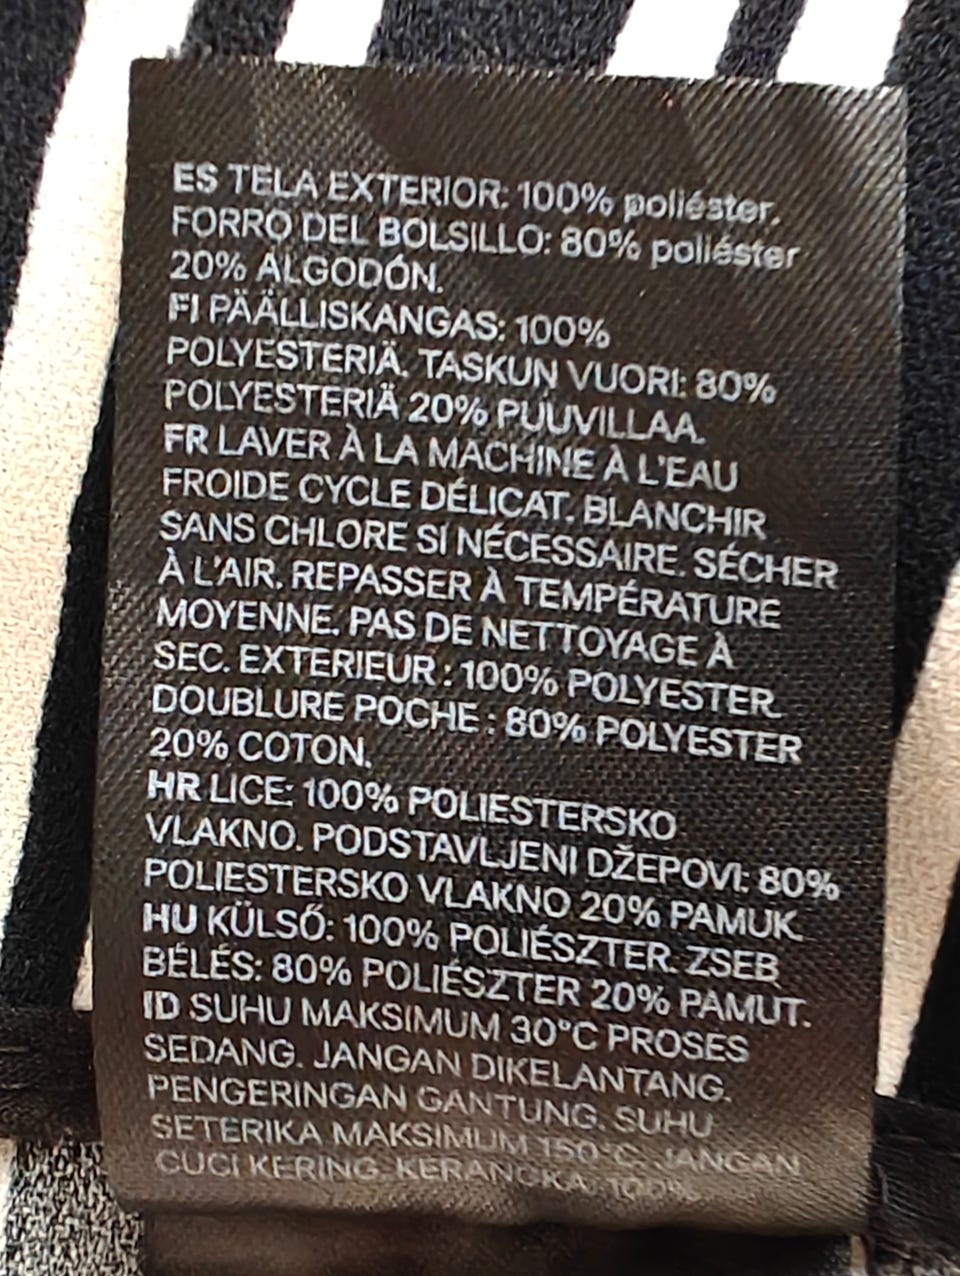 ES TELA EXTERIOR: 100% poliéster.
FORRO DEL BOLSILLO: 80% poliéster
20% ALGODÓN.
FI PÄÄLLISKANGAS: 100%
POLYESTERIÄ. TASKUN VUORI: 80%
POLYESTERIÄ 20% PUUVILLAA.
FR LAVER À LA MACHINE À L'EAU
FROIDE CYCLE DÉLICAT. BLANCHIR
SANS CHLORE SI NÉCESSAIRE. SÉCHER
À L'AIR. REPASSER À TEMPÉRATURE
MOYENNE. PAS DE NETTOYAGE À
SEC. EXTERIEUR : 100% POLYESTER.
DOUBLURE POCHE : 80% POLYESTER
20% COTON.
HR LICE: 100% POLIESTERSKO
VLAKNO. PODSTAVLJENI DŽEPOVI: 80%
POLIESTERSKO VLAKNO 20% PAMUK.
HU KÜLSŐ: 100% POLIÉSZTER. ZSEB
BÉLÉS: 80% POLIÉSZTER 20% PAMUT.
ID SUHU MAKSIMUM 30°C PROSES
SEDANG. JANGAN DIKELANTANG.
PENGERINGAN GANTUNG. SUHU
SETERIKA MAKSIMUM 150°C. JANGAN
CUCI KERING. KERANGKA: 100%